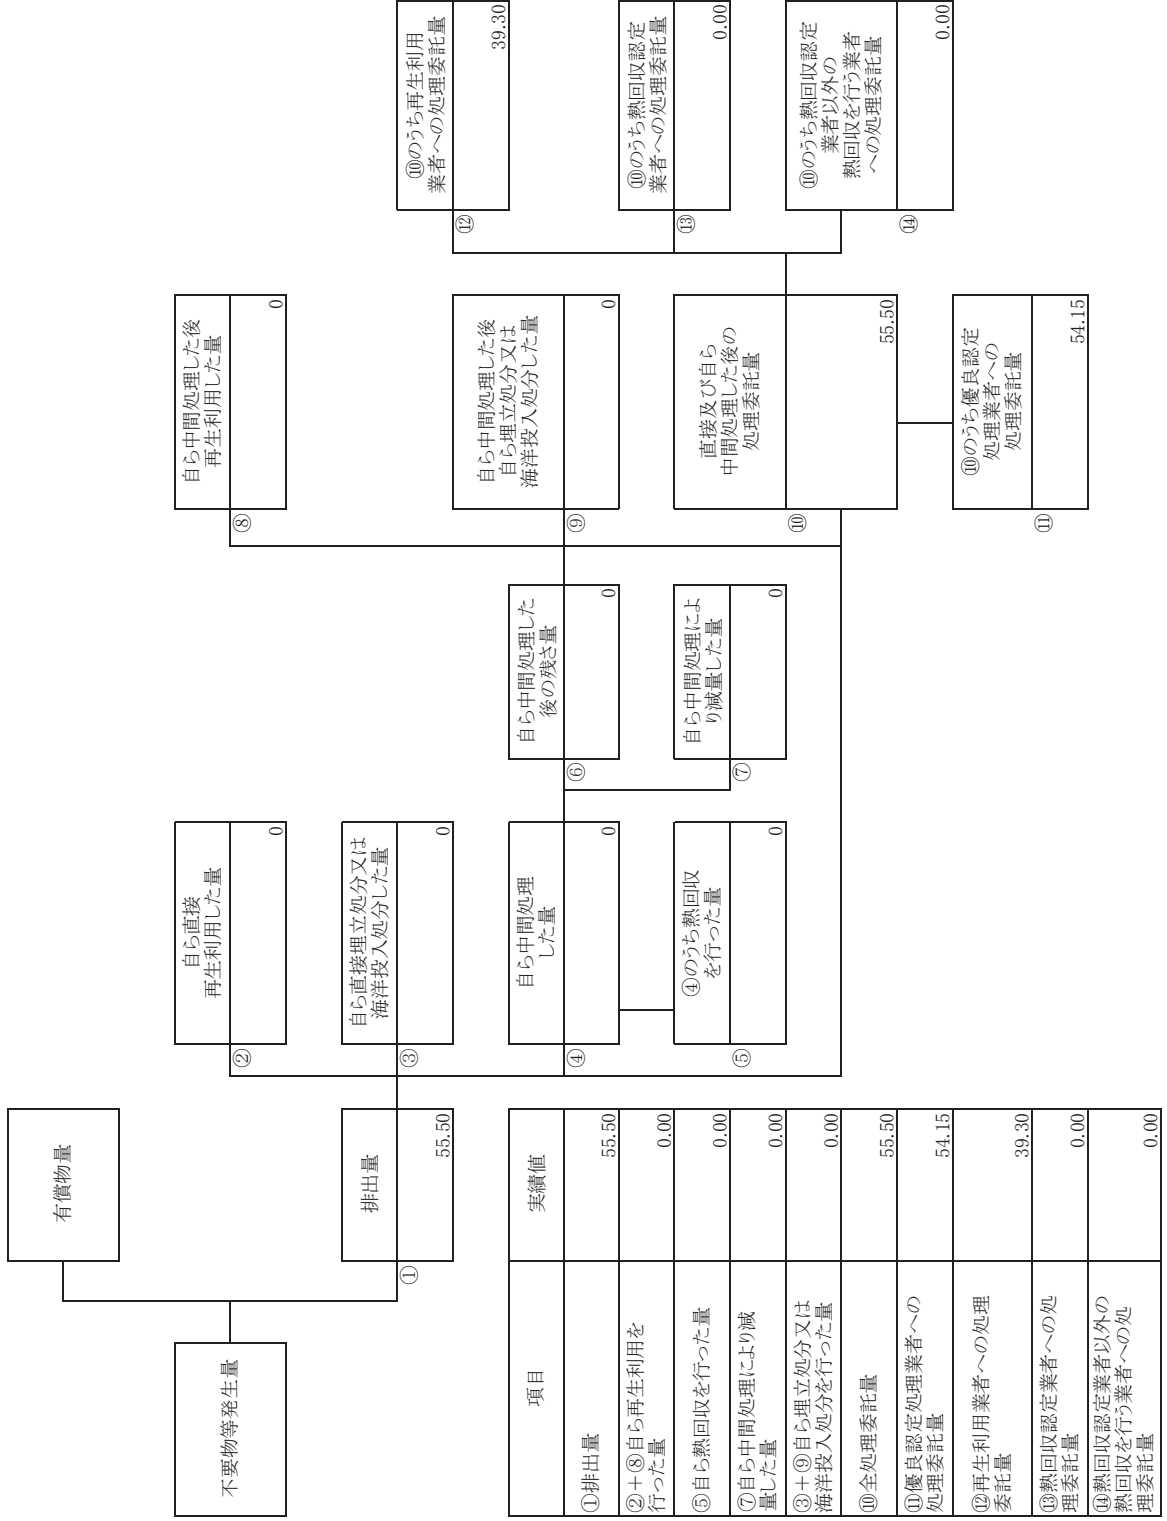 不要物等発生量
有償物量
排出量
①
55.50
自ら直接
再生利用した量
②
0
自ら直接埋立処分又は
海洋投入処分した量
③
0
自ら中間処理
した量
④
0
④のうち熱回収
を行った量
⑤
0
自ら中間処理した
後の残さ量
⑥
0
自ら中間処理によ
り減量した量
⑦
0
自ら中間処理した後
再生利用した量
⑧
0
自ら中間処理した後
自ら埋立処分又は
海洋投入処分した量
⑨
0
直接及び自ら
中間処理した後の
処理委託量
⑩
55.50
⑩のうち優良認定
処理業者への
処理委託量
⑪
54.15
⑩のうち再生利用
業者への処理委託量
⑫
39.30
⑩のうち熱回収認定
業者への処理委託量
⑬
0.00
⑩のうち熱回収認定
業者以外の
熱回収を行う業者
への処理委託量
⑭
0.00
項目 実績値
①排出量 55.50
②+⑧自ら再生利用を
行った量 0.00
⑤自ら熱回収を行った量 0.00
⑦自ら中間処理により減
量した量 0.00
③+⑨自ら埋立処分又は
海洋投入処分を行った量 0.00
⑩全処理委託量 55.50
⑪優良認定処理業者への
処理委託量 54.15
⑫再生利用業者への処理
委託量 39.30
⑬熱回収認定業者への処
理委託量 0.00
⑭熱回収認定業者以外の
熱回収を行う業者への処
理委託量 0.00